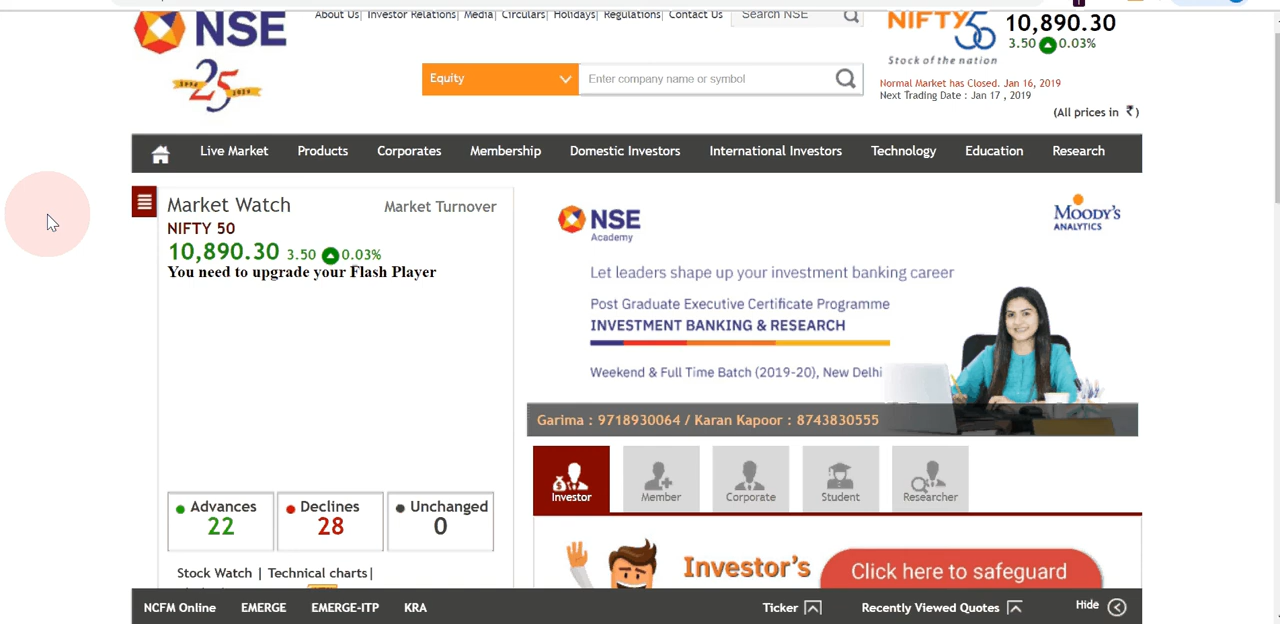 About Us| Investor Relations| Media| Circulars| Holidays| Regulations| Contact Us
Search NSE
NSE
25
NIFTY50
Stock of the nation
10,890.30
3.50 0.03%
Normal Market has Closed. Jan 16, 2019
Next Trading Date : Jan 17 , 2019
(All prices in ₹)
Equity
Enter company name or symbol
Live Market Products Corporates Membership Domestic Investors International Investors Technology Education Research
Market Watch
Market Turnover
NIFTY 50
10,890.30 3.50 0.03%
You need to upgrade your Flash Player
Advances
22
Declines
28
Unchanged
0
Stock Watch | Technical charts|
NSE
Academy
MOODY'S
ANALYTICS
Let leaders shape up your investment banking career
Post Graduate Executive Certificate Programme
INVESTMENT BANKING & RESEARCH
Weekend & Full Time Batch (2019-20), New Delhi
Garima : 9718930064 / Karan Kapoor : 8743830555
Investor
Member
Corporate
Student
Researcher
Investor's
Click here to safeguard
NCFM Online EMERGE EMERGE-ITP KRA Ticker Recently Viewed Quotes Hide